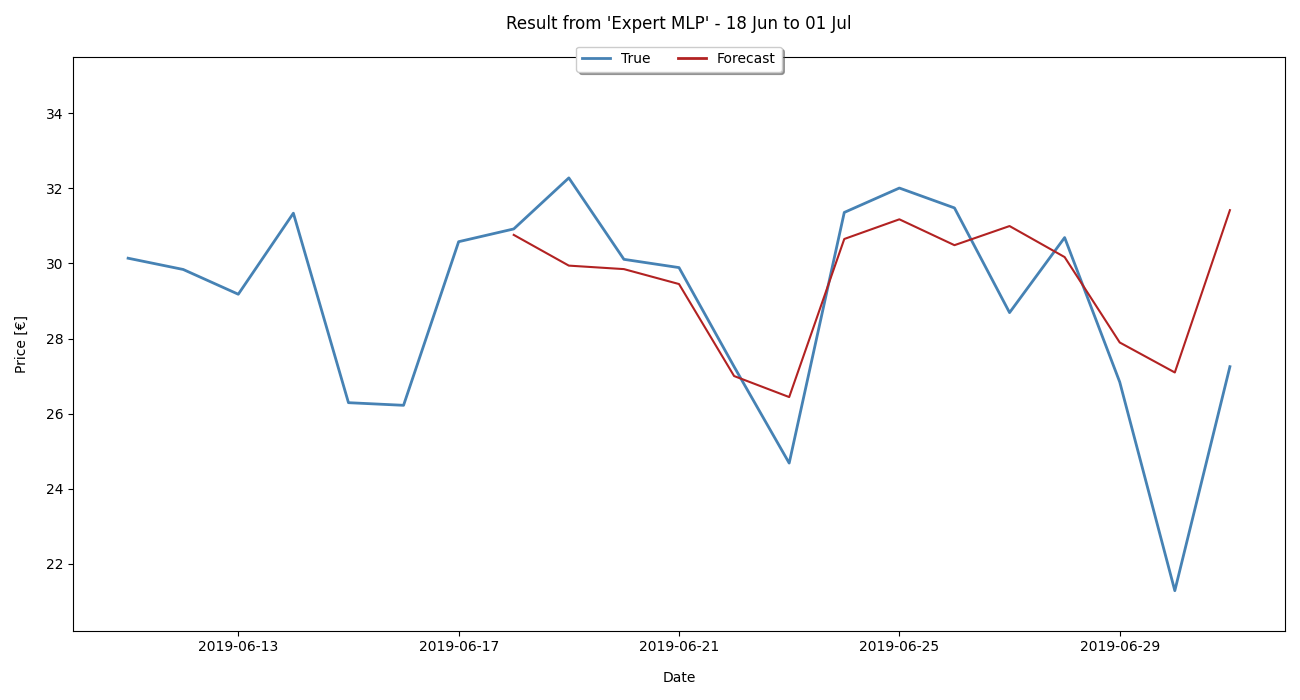 Result from 'Expert MLP' - 18 Jun to 01 Jul
True Forecast
34
32
30
28
26
24
22
Price [€]
2019-06-13 2019-06-17 2019-06-21 2019-06-25 2019-06-29
Date